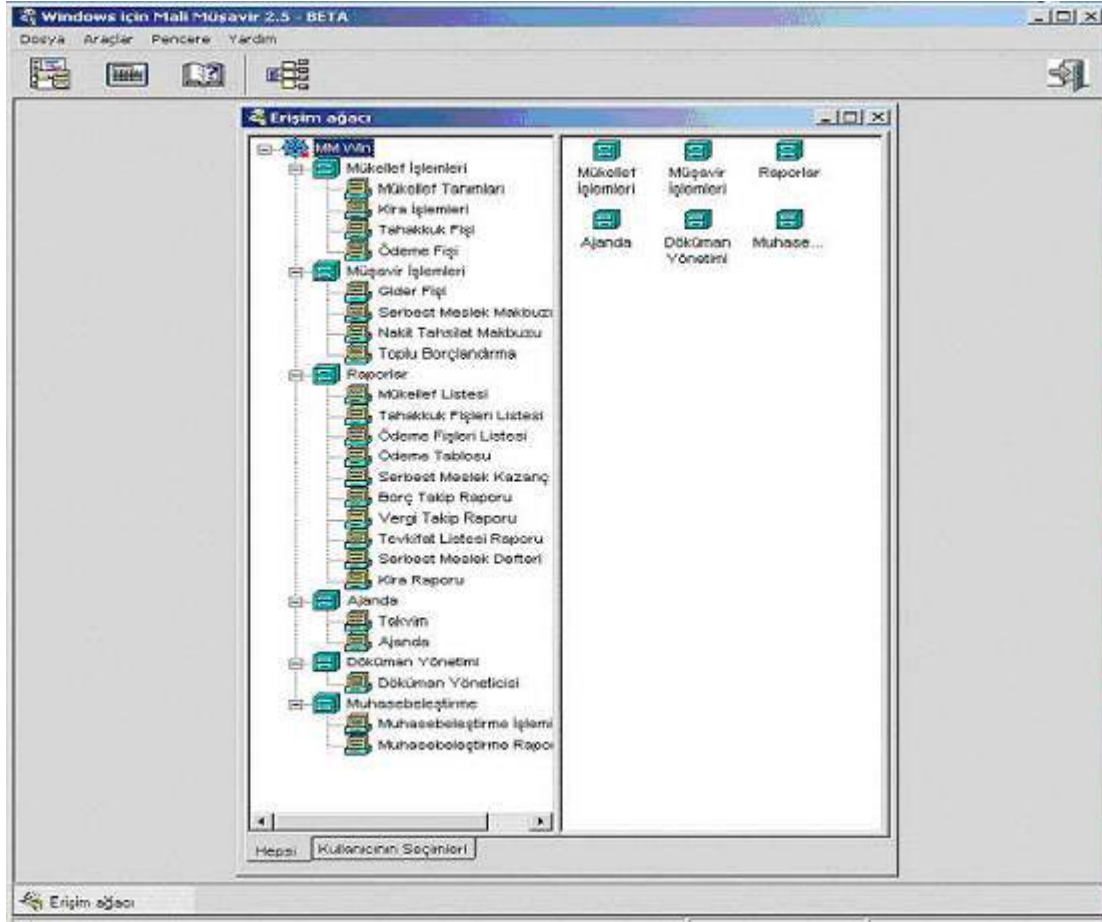 Windows için Mali Müşavir 2.5 - BETA
Dosya Araçlar Pencere Yardım
Erişim ağacı
MM Win
Mükellef İşlemleri
Mükellef Tanımları
Kira İşlemleri
Tahakkuk Fişi
Ödeme Fişi
Müşavir İşlemleri
Gider Fişi
Serbest Meslek Makbuzı
Nakit Tahsilat Makbuzu
Toplu Borçlandırma
Raporlar
Mükellef Listesi
Tahakkuk Fişleri Listesi
Ödeme Fişleri Listesi
Ödeme Tablosu
Serbest Meslek Kazanç
Borç Takip Raporu
Vergi Takip Raporu
Tevkifat Listesi Raporu
Serbest Meslek Defteri
Kira Raporu
Ajanda
Takvim
Ajanda
Döküman Yönetimi
Döküman Yöneticisi
Muhasebeleştirme
Muhasebeleştirme İşlemi
Muhasebeleştirme Rapor
Mükellef İşlemleri
Müşavir İşlemleri
Raporlar
Ajanda
Döküman Yönetimi
Muhase...
Hepsi Kullanıcının Seçimleri
Erişim ağacı